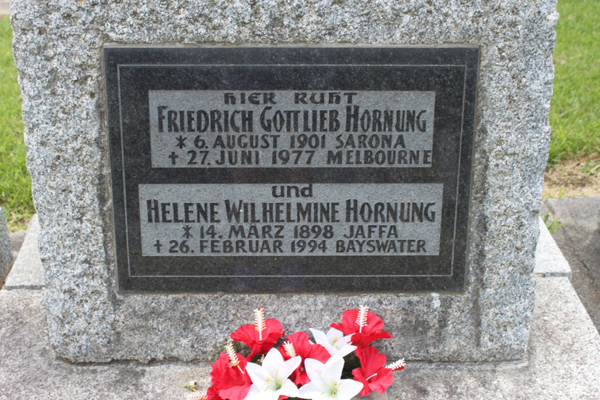 HIER RUHT
FRIEDRICH GOTTLIEB HORNUNG
* 6. AUGUST 1901 SARONA
† 27. JUNI 1977 MELBOURNE
und
HELENE WILHELMINE HORNUNG
* 14. MÄRZ 1898 JAFFA
† 26. FEBRUAR 1994 BAYSWATER